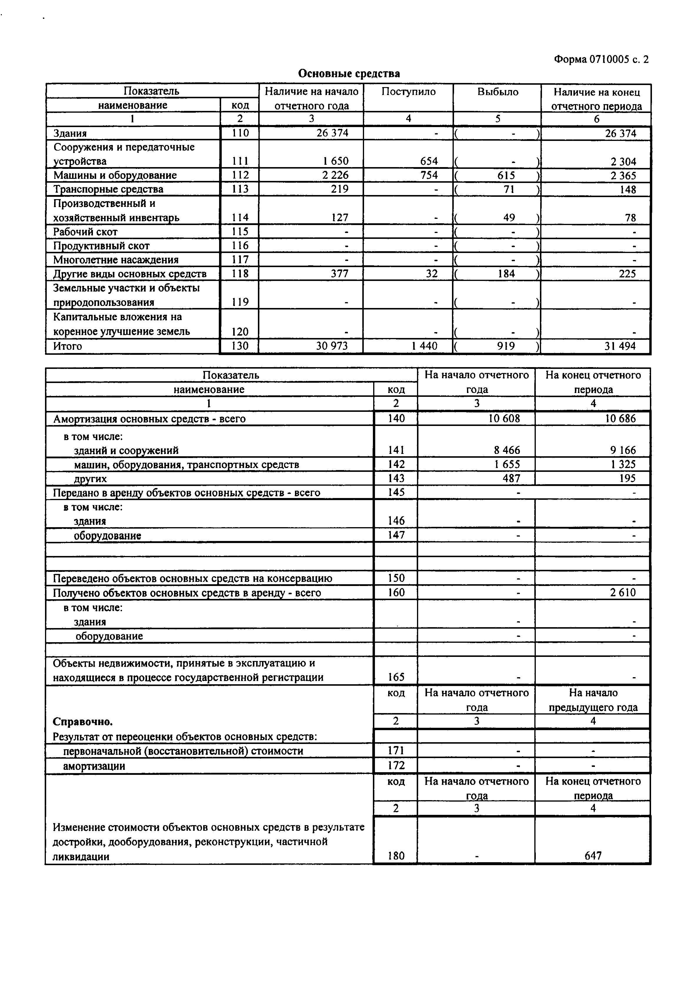 Форма 0710005 с. 2
Основные средства
Показатель Наличие на начало Поступило Выбыло Наличие на конец
наименование код отчетного года отчетного периода
1 2 3 4 5 6
Здания 110 26 374 - ( - ) 26 374
Сооружения и передаточные
устройства 111 1 650 654 ( - ) 2 304
Машины и оборудование 112 2 226 754 ( 615 ) 2 365
Транспорные средства 113 219 - ( 71 ) 148
Производственный и
хозяйственный инвентарь 114 127 - ( 49 ) 78
Рабочий скот 115 - - ( - ) -
Продуктивный скот 116 - - ( - ) -
Многолетние насаждения 117 - - ( - ) -
Другие виды основных средств 118 377 32 ( 184 ) 225
Земельные участки и объекты
природопользования 119 - - ( - ) -
Капитальные вложения на
коренное улучшение земель 120 - - ( - ) -
Итого 130 30 973 1 440 ( 919 ) 31 494
Показатель На начало отчетного На конец отчетного
наименование код года периода
1 2 3 4
Амортизация основных средств - всего 140 10 608 10 686
в том числе:
зданий и сооружений 141 8 466 9 166
машин, оборудования, транспортных средств 142 1 655 1 325
других 143 487 195
Передано в аренду объектов основных средств - всего 145 - -
в том числе:
здания 146 - -
оборудование 147 - -
Переведено объектов основных средств на консервацию 150 - -
Получено объектов основных средств в аренду - всего 160 - 2 610
в том числе:
здания - -
оборудование - -
Объекты недвижимости, принятые в эксплуатацию и
находящиеся в процессе государственной регистрации 165 - -
код На начало отчетного На начало
года предыдущего года
Справочно. 2 3 4
Результат от переоценки объектов основных средств:
первоначальной (восстановительной) стоимости 171 - -
амортизации 172 - -
код На начало отчетного На конец отчетного
года периода
2 3 4
Изменение стоимости объектов основных средств в результате
достройки, дооборудования, реконструкции, частичной
ликвидации 180 - 647